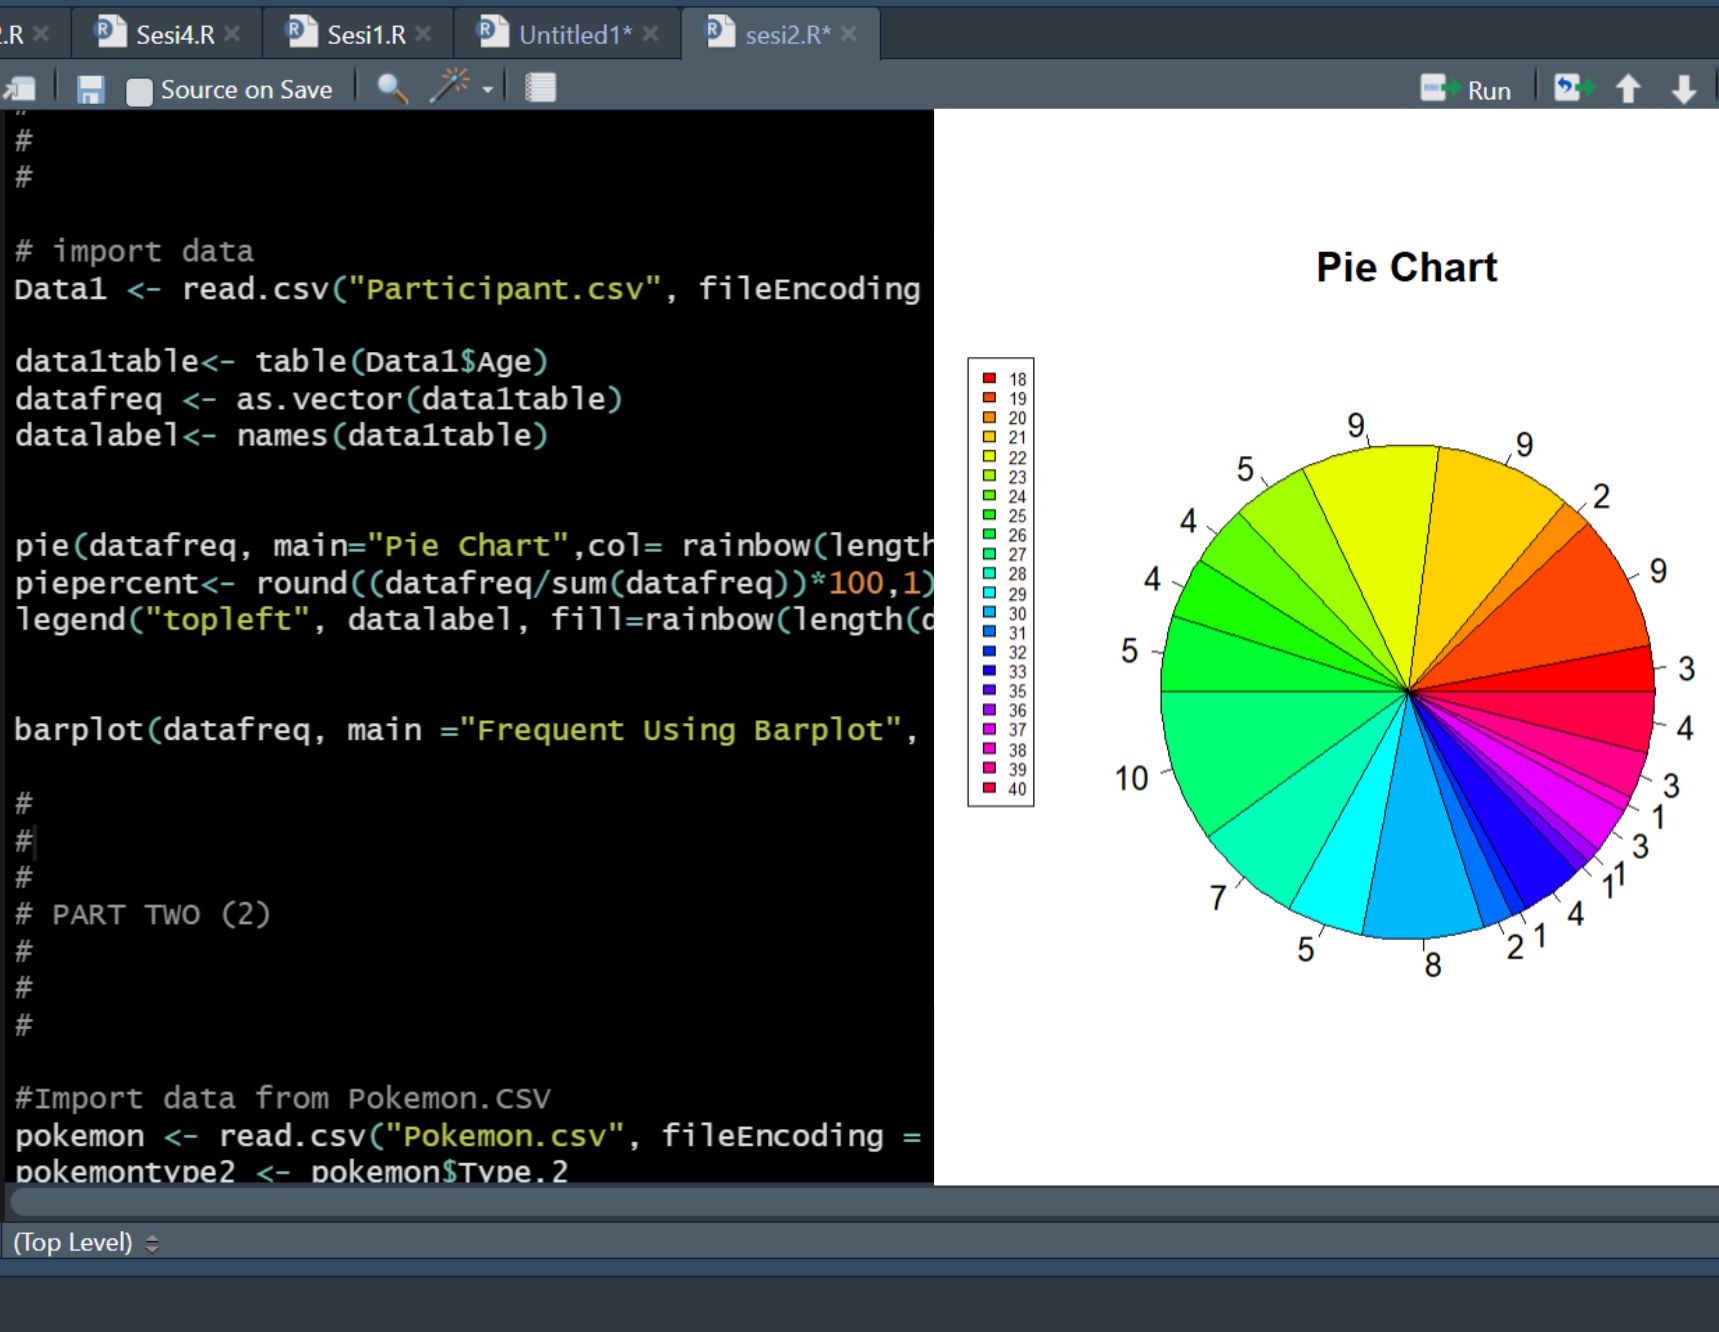 .R
Sesi4.R
Sesi1.R
Untitled1*
sesi2.R*
Source on Save
Run
#
#
# import data
Data1 <- read.csv("Participant.csv", fileEncoding
data1table<- table(Data1$Age)
datafreq <- as.vector(data1table)
datalabel<- names(data1table)
pie(datafreq, main="Pie Chart",col= rainbow(length
piepercent<- round((datafreq/sum(datafreq))*100,1)
legend("topleft", datalabel, fill=rainbow(length(d
barplot(datafreq, main ="Frequent Using Barplot",
#
#
#
# PART TWO (2)
#
#
#
#Import data from Pokemon.CSV
pokemon <- read.csv("Pokemon.csv", fileEncoding =
pokemontype2 <- pokemon$Type.2
(Top Level)
Pie Chart
18
19
20
21
22
23
24
25
26
27
28
29
30
31
32
33
35
36
37
38
39
40
3
9
2
9
9
5
4
4
5
10
7
5
8
2
1
4
1
1
3
1
3
4